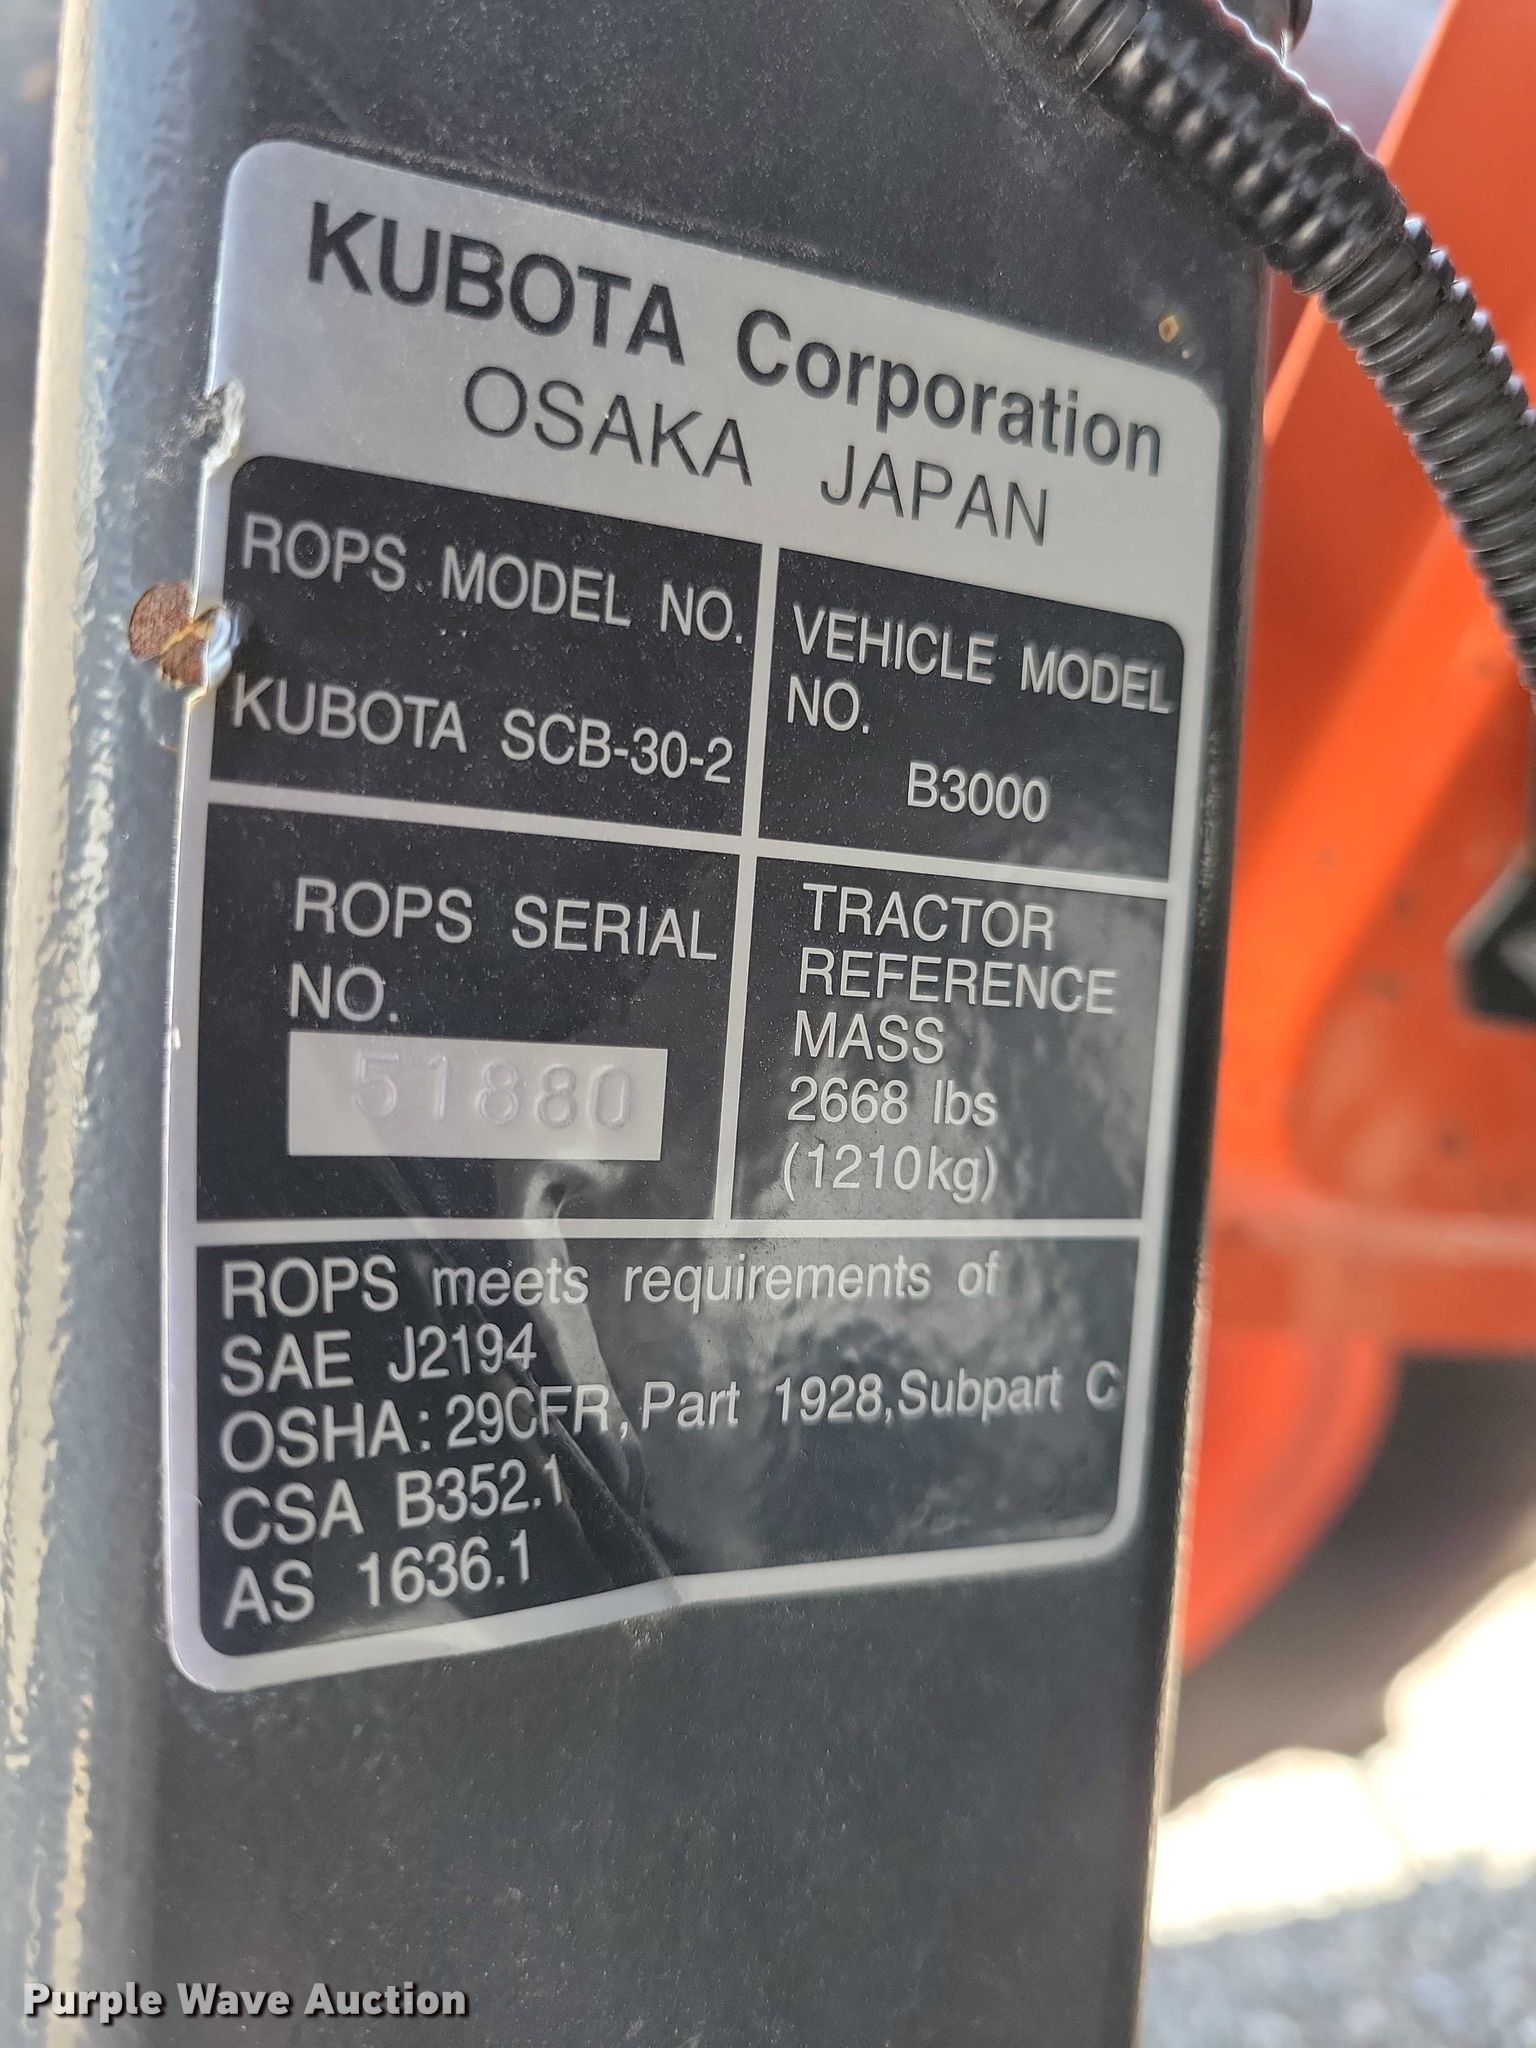 KUBOTA Corporation
OSAKA JAPAN
ROPS MODEL NO.
KUBOTA SCB-30-2
VEHICLE MODEL
NO.
B3000
ROPS SERIAL
NO.
51880
TRACTOR
REFERENCE
MASS
2668 lbs
(1210kg)
ROPS meets requirements of
SAE J2194
OSHA: 29CFR, Part 1928, Subpart C
CSA B352.1
AS 1636.1
Purple Wave Auction